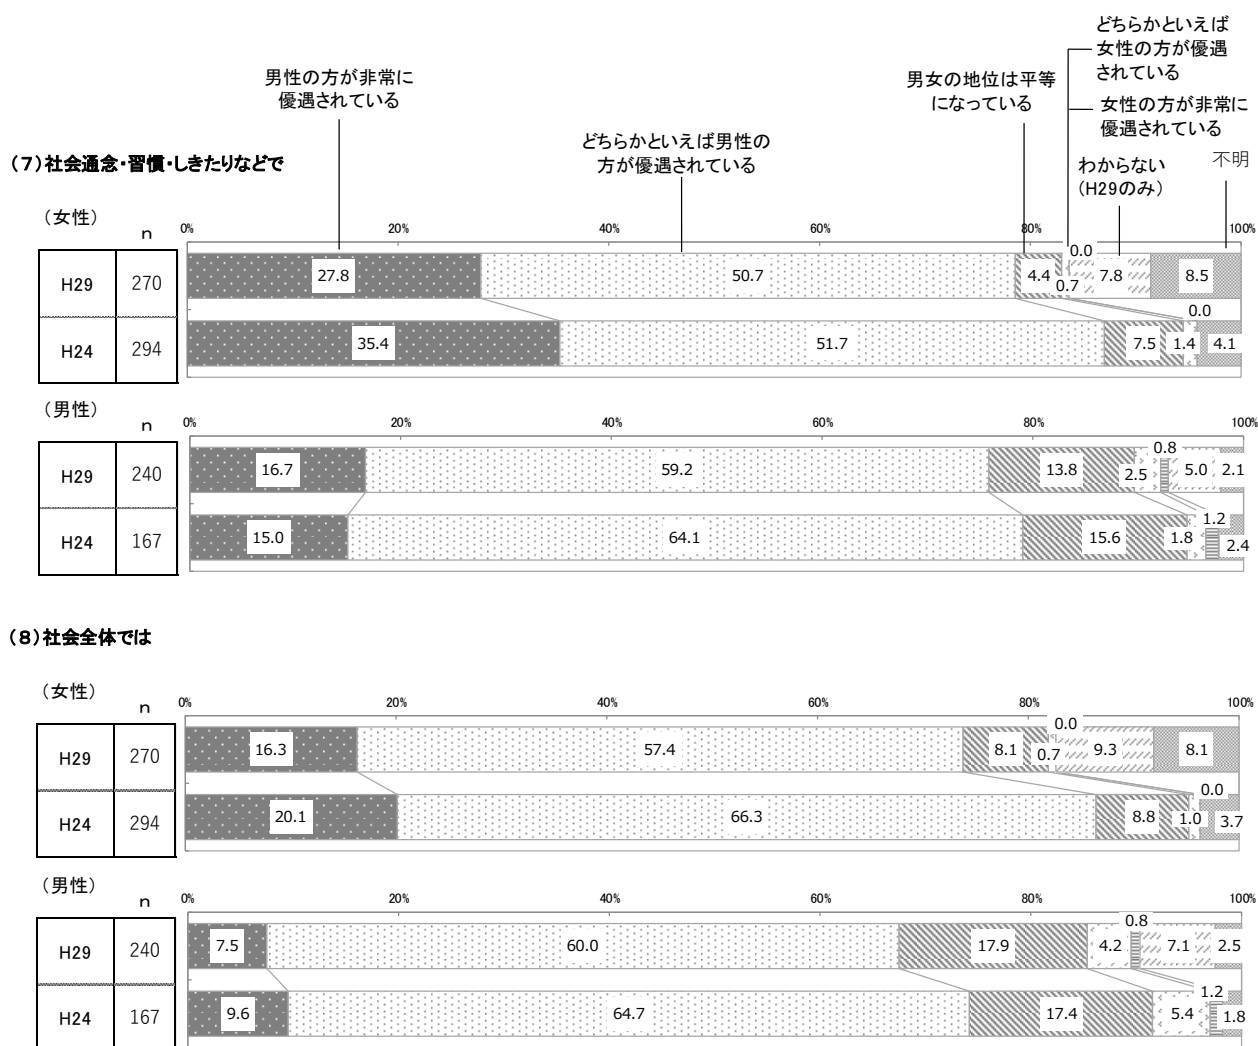 どちらかといえば
女性の方が優遇
されている
男性の方が非常に
優遇されている
男女の地位は平等
になっている
女性の方が非常に
優遇されている
どちらかといえば男性の
方が優遇されている
わからない
(H29のみ)
不明
(7)社会通念・習慣・しきたりなどで
(女性)
n
0% 20% 40% 60% 80% 100%
H29 270 27.8 50.7 4.4 0.7 0.0 7.8 8.5
H24 294 35.4 51.7 7.5 1.4 0.0 4.1
(男性)
n
0% 20% 40% 60% 80% 100%
H29 240 16.7 59.2 13.8 2.5 0.8 5.0 2.1
H24 167 15.0 64.1 15.6 1.8 1.2 2.4
(8)社会全体では
(女性)
n
0% 20% 40% 60% 80% 100%
H29 270 16.3 57.4 8.1 0.7 0.0 9.3 8.1
H24 294 20.1 66.3 8.8 1.0 0.0 3.7
(男性)
n
0% 20% 40% 60% 80% 100%
H29 240 7.5 60.0 17.9 4.2 0.8 7.1 2.5
H24 167 9.6 64.7 17.4 5.4 1.2 1.8